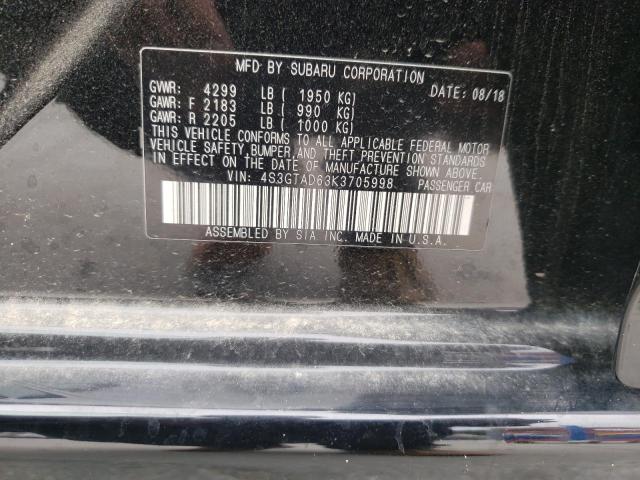 MFD BY SUBARU CORPORATION
GVWR: 4299 LB ( 1950 KG) DATE: 08/18
GAWR: F 2183 LB ( 990 KG)
GAWR: R 2205 LB ( 1000 KG)
THIS VEHICLE CONFORMS TO ALL APPLICABLE FEDERAL MOTOR
VEHICLE SAFETY, BUMPER, AND THEFT PREVENTION STANDARDS
IN EFFECT ON THE DATE OF MANUFACTURE SHOWN ABOVE.
VIN: 4S3GTAD63K3705998 PASSENGER CAR
ASSEMBLED BY SIA INC. MADE IN U.S.A.